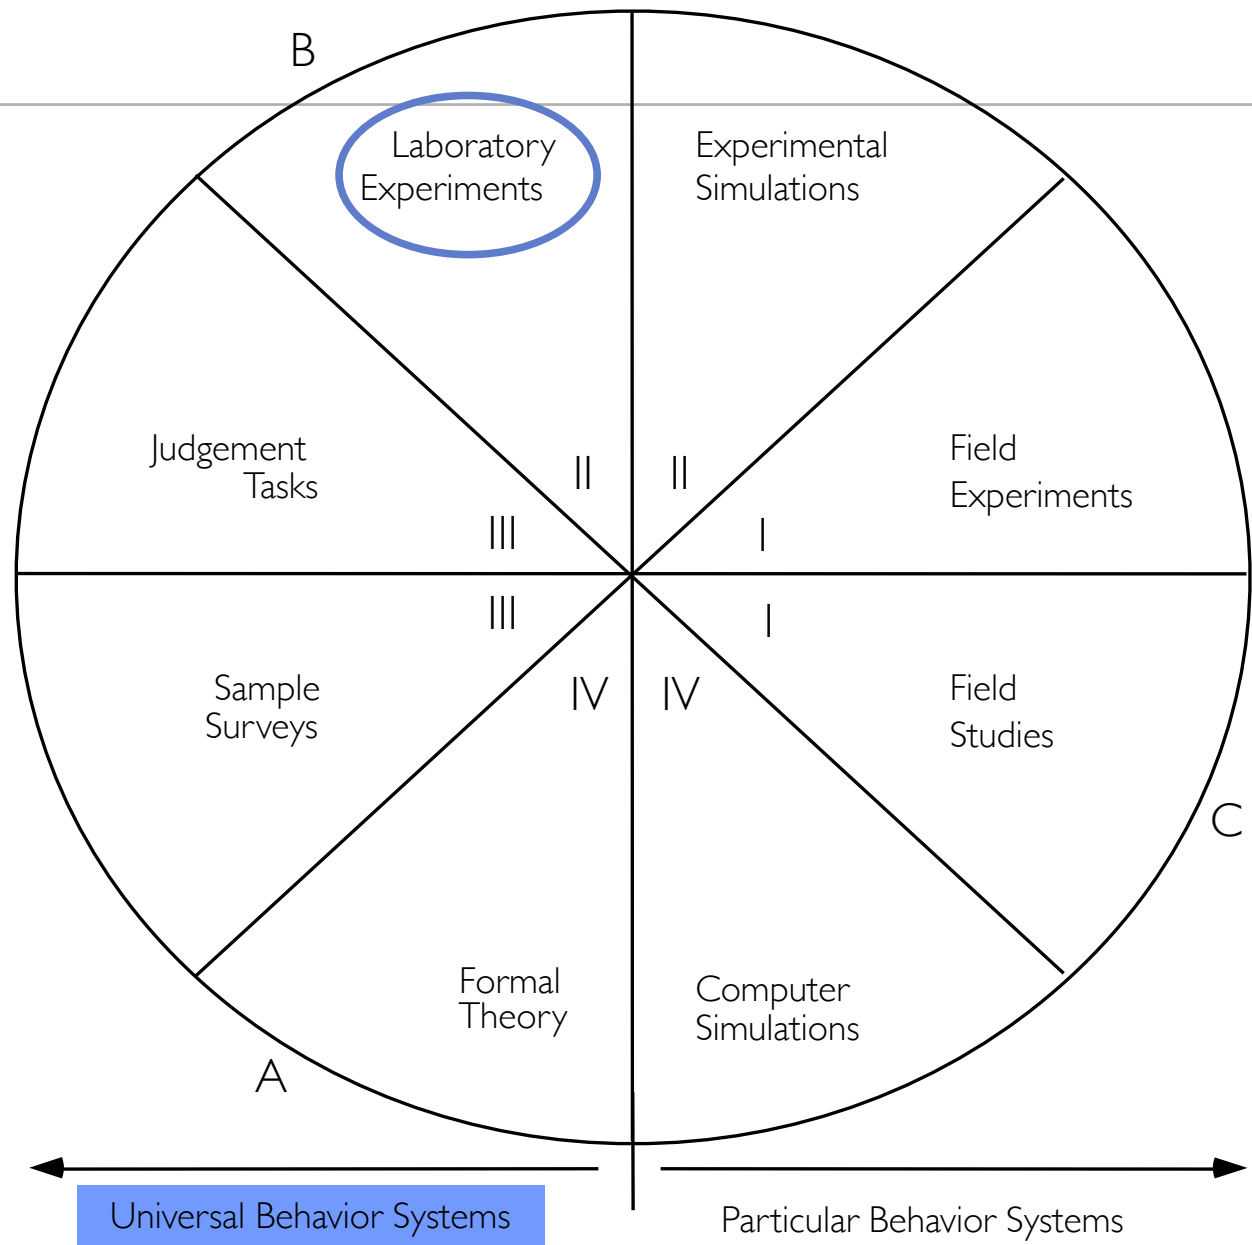 B
Laboratory
Experiments
Experimental
Simulations
Judgement
Tasks
II
II
Field
Experiments
III
I
III
I
Sample
Surveys
IV
IV
Field
Studies
C
Formal
Theory
Computer
Simulations
A
Universal Behavior Systems
Particular Behavior Systems